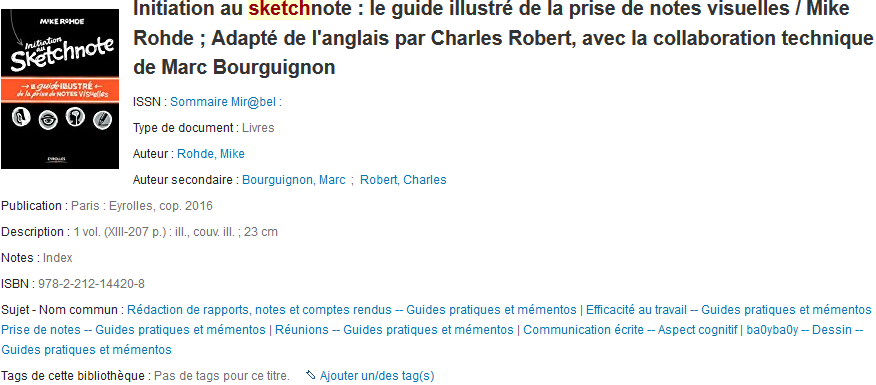 Initiation au sketchnote : le guide illustré de la prise de notes visuelles / Mike
Rohde ; Adapté de l'anglais par Charles Robert, avec la collaboration technique
de Marc Bourguignon
MIKE ROHDE
Initiation
au
Sketchnote
LE guide ILLUSTRÉ
de la prise de NOTES VISUELLES
EYROLLES
ISSN : Sommaire Mir@bel :
Type de document : Livres
Auteur : Rohde, Mike
Auteur secondaire : Bourguignon, Marc ; Robert, Charles
Publication : Paris : Eyrolles, cop. 2016
Description : 1 vol. (XIII-207 p.) : ill., couv. ill. ; 23 cm
Notes : Index
ISBN : 978-2-212-14420-8
Sujet - Nom commun : Rédaction de rapports, notes et comptes rendus -- Guides pratiques et mémentos | Efficacité au travail -- Guides pratiques et mémentos
Prise de notes -- Guides pratiques et mémentos | Réunions -- Guides pratiques et mémentos | Communication écrite -- Aspect cognitif | ba0yba0y -- Dessin --
Guides pratiques et mémentos
Tags de cette bibliothèque : Pas de tags pour ce titre. Ajouter un/des tag(s)